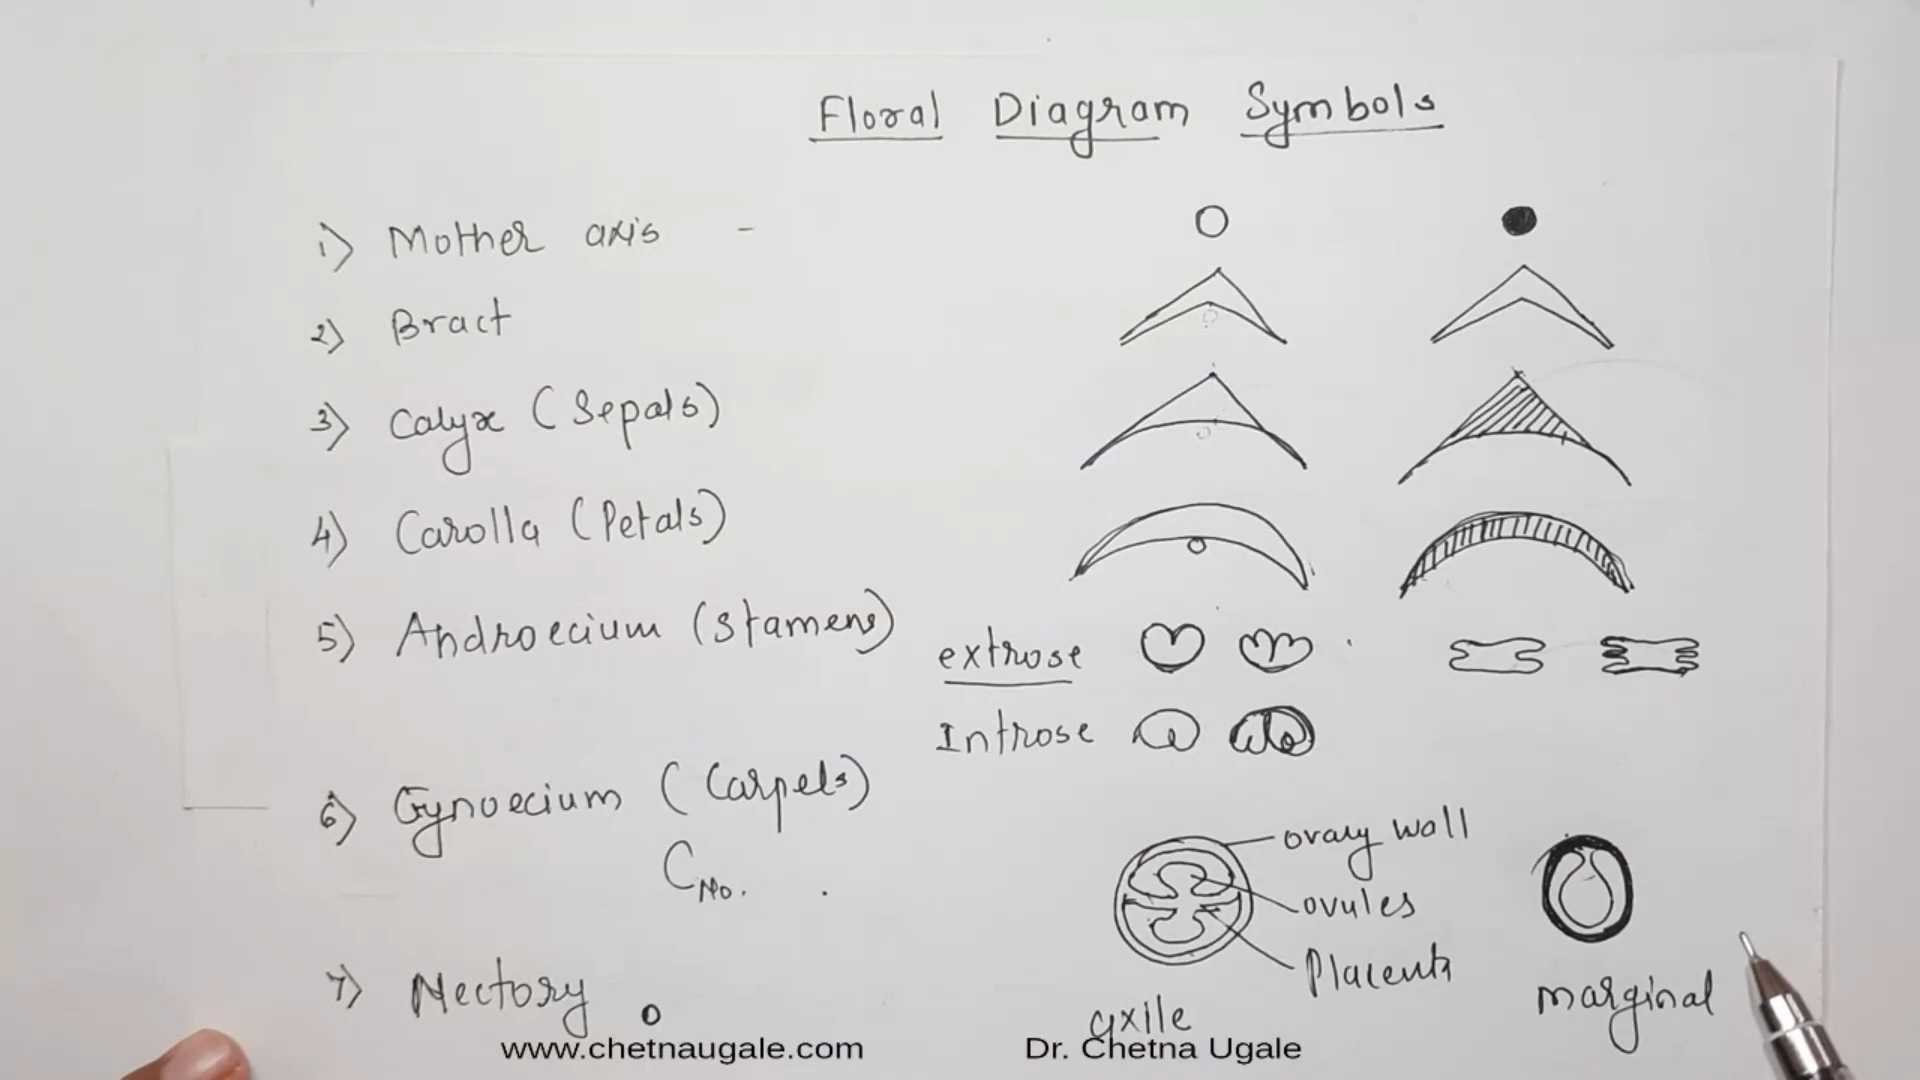 Floral Diagram Symbols
1) Mother axis -
2) Bract
3) Calyx (Sepals)
4) Carolla (Petals)
5) Androecium (Stamens)
extrose
Introse
6) Gynoecium (Carpels)
C No.
ovary wall
ovules
Placenta
axile
marginal
7) Nectory
www.chetnaugale.com
Dr. Chetna Ugale